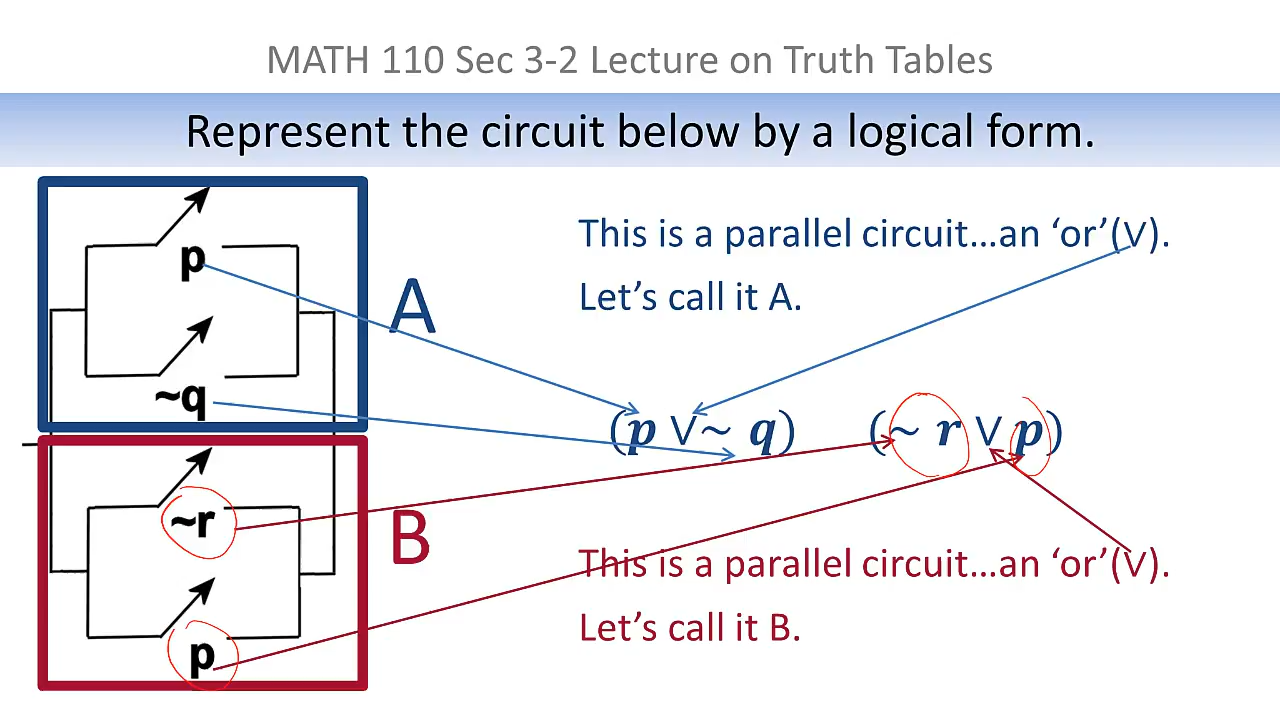 MATH 110 Sec 3-2 Lecture on Truth Tables
Represent the circuit below by a logical form.
p
~q
A
This is a parallel circuit…an ‘or’(∨).
Let’s call it A.
(p ∨~ q) (~ r ∨ p)
~r
p
B
This is a parallel circuit…an ‘or’(∨).
Let’s call it B.